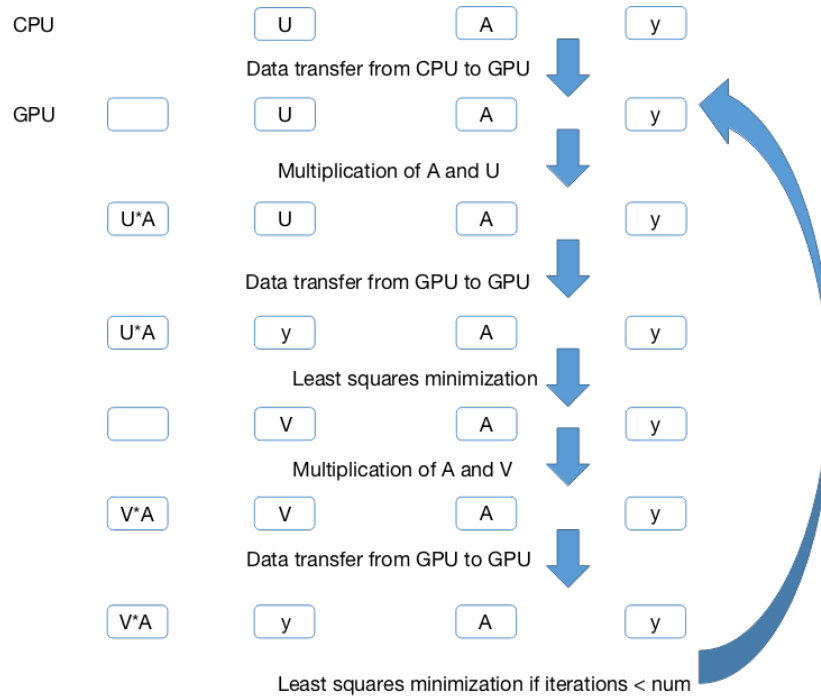 CPU U A y
Data transfer from CPU to GPU
GPU U A y
Multiplication of A and U
U*A U A y
Data transfer from GPU to GPU
U*A y A y
Least squares minimization
V A y
Multiplication of A and V
V*A V A y
Data transfer from GPU to GPU
V*A y A y
Least squares minimization if iterations < num